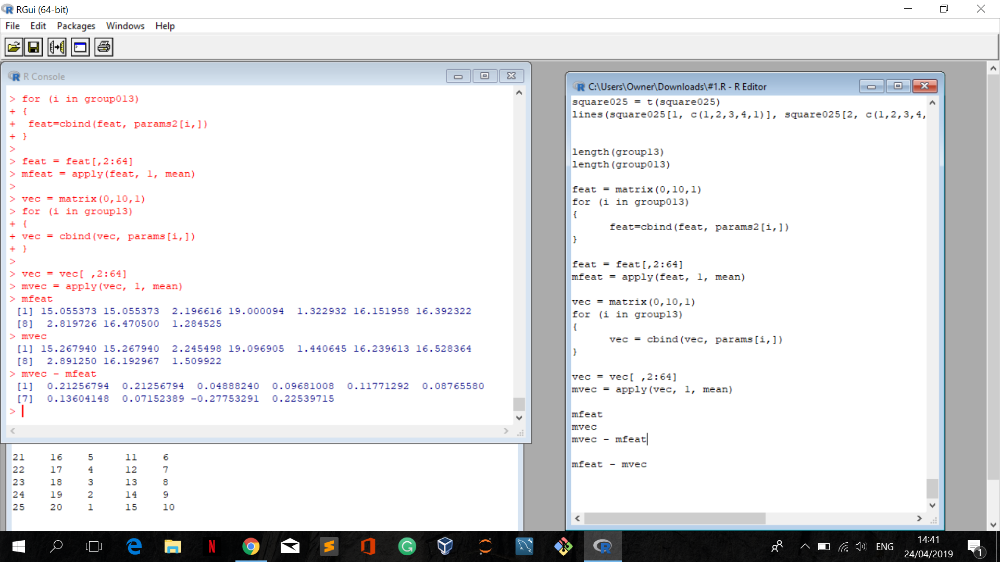 RGui (64-bit)
File Edit Packages Windows Help
R Console
> for (i in group013)
+ {
+  feat=cbind(feat, params2[i,])
+ }
>
> feat = feat[,2:64]
> mfeat = apply(feat, 1, mean)
>
> vec = matrix(0,10,1)
> for (i in group13)
+ {
+ vec = cbind(vec, params[i,])
+ }
>
> vec = vec[ ,2:64]
> mvec = apply(vec, 1, mean)
> mfeat
[1] 15.055373 15.055373  2.196616 19.000094  1.322932 16.151958 16.392322
[8]  2.819726 16.470500  1.284525
> mvec
[1] 15.267940 15.267940  2.245498 19.096905  1.440645 16.239613 16.528364
[8]  2.891250 16.192967  1.509922
> mvec - mfeat
[1]  0.21256794  0.21256794  0.04888240  0.09681008  0.11771292  0.08765580
[7]  0.13604148  0.07152389 -0.27753291  0.22539715
>
21 16 5 11 6
22 17 4 12 7
23 18 3 13 8
24 19 2 14 9
25 20 1 15 10
C:\Users\Owner\Downloads\#1.R - R Editor
square025 = t(square025)
lines(square025[1, c(1,2,3,4,1)], square025[2, c(1,2,3,4,
length(group13)
length(group013)
feat = matrix(0,10,1)
for (i in group013)
{
feat=cbind(feat, params2[i,])
}
feat = feat[,2:64]
mfeat = apply(feat, 1, mean)
vec = matrix(0,10,1)
for (i in group13)
{
vec = cbind(vec, params[i,])
}
vec = vec[ ,2:64]
mvec = apply(vec, 1, mean)
mfeat
mvec
mvec - mfeat
mfeat - mvec
ENG
14:41
24/04/2019
1